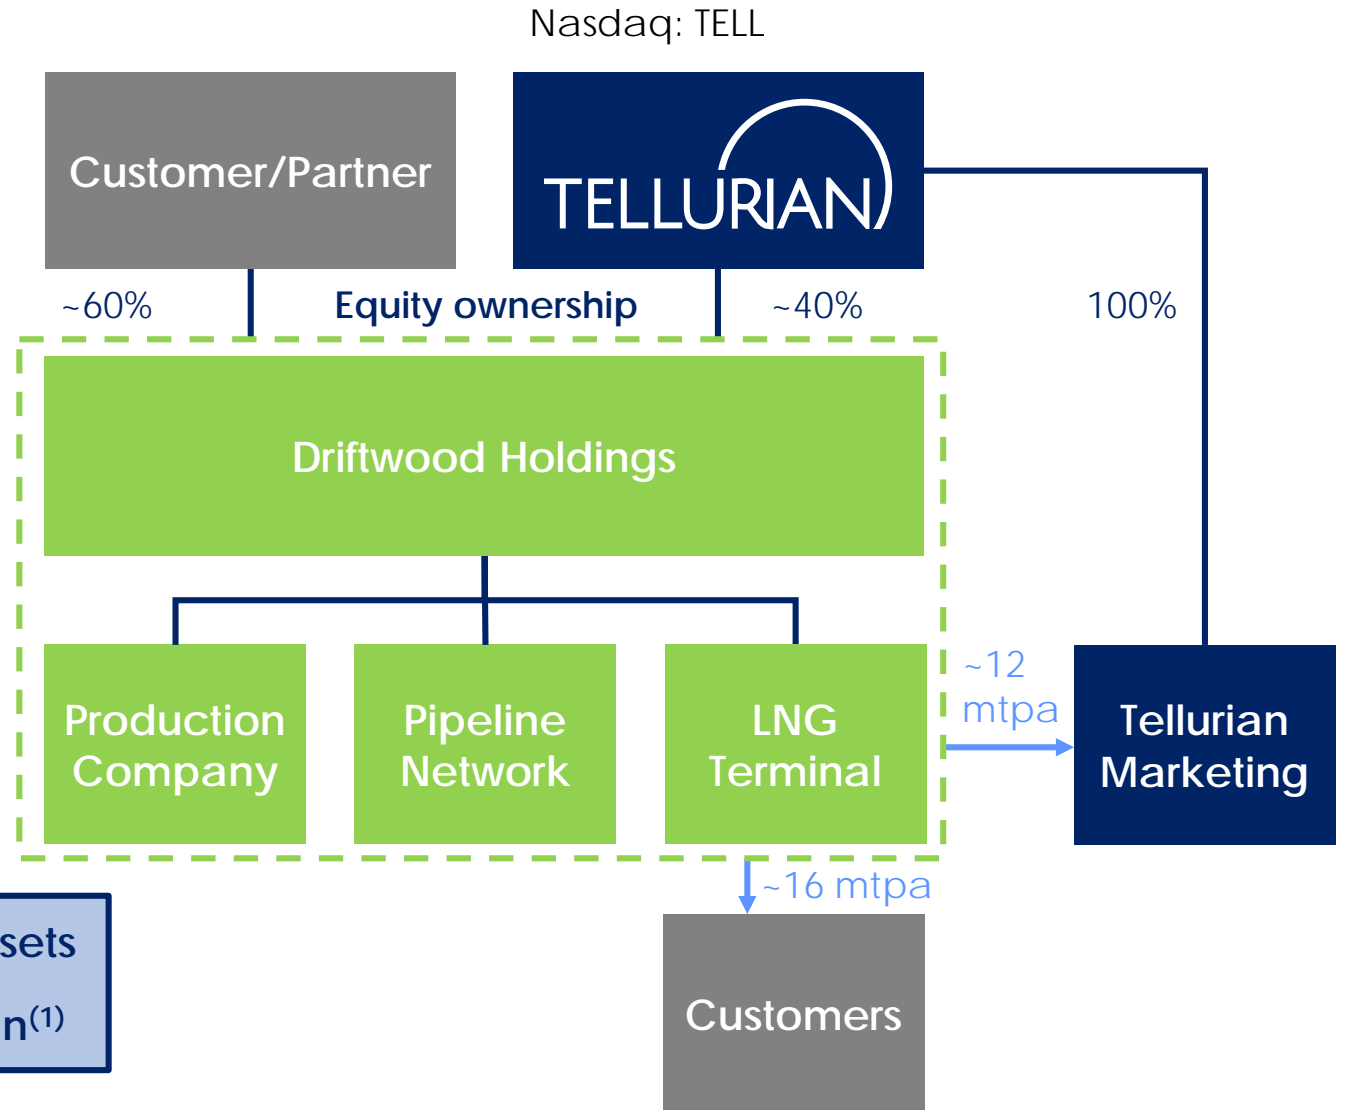 Nasdaq: TELL
Customer/Partner
TELLURIAN
~60%
Equity ownership
~40%
100%
Driftwood Holdings
Production
Company
Pipeline
Network
LNG
Terminal
~12
mtpa
Tellurian
Marketing
~16 mtpa
sets
n(1)
Customers